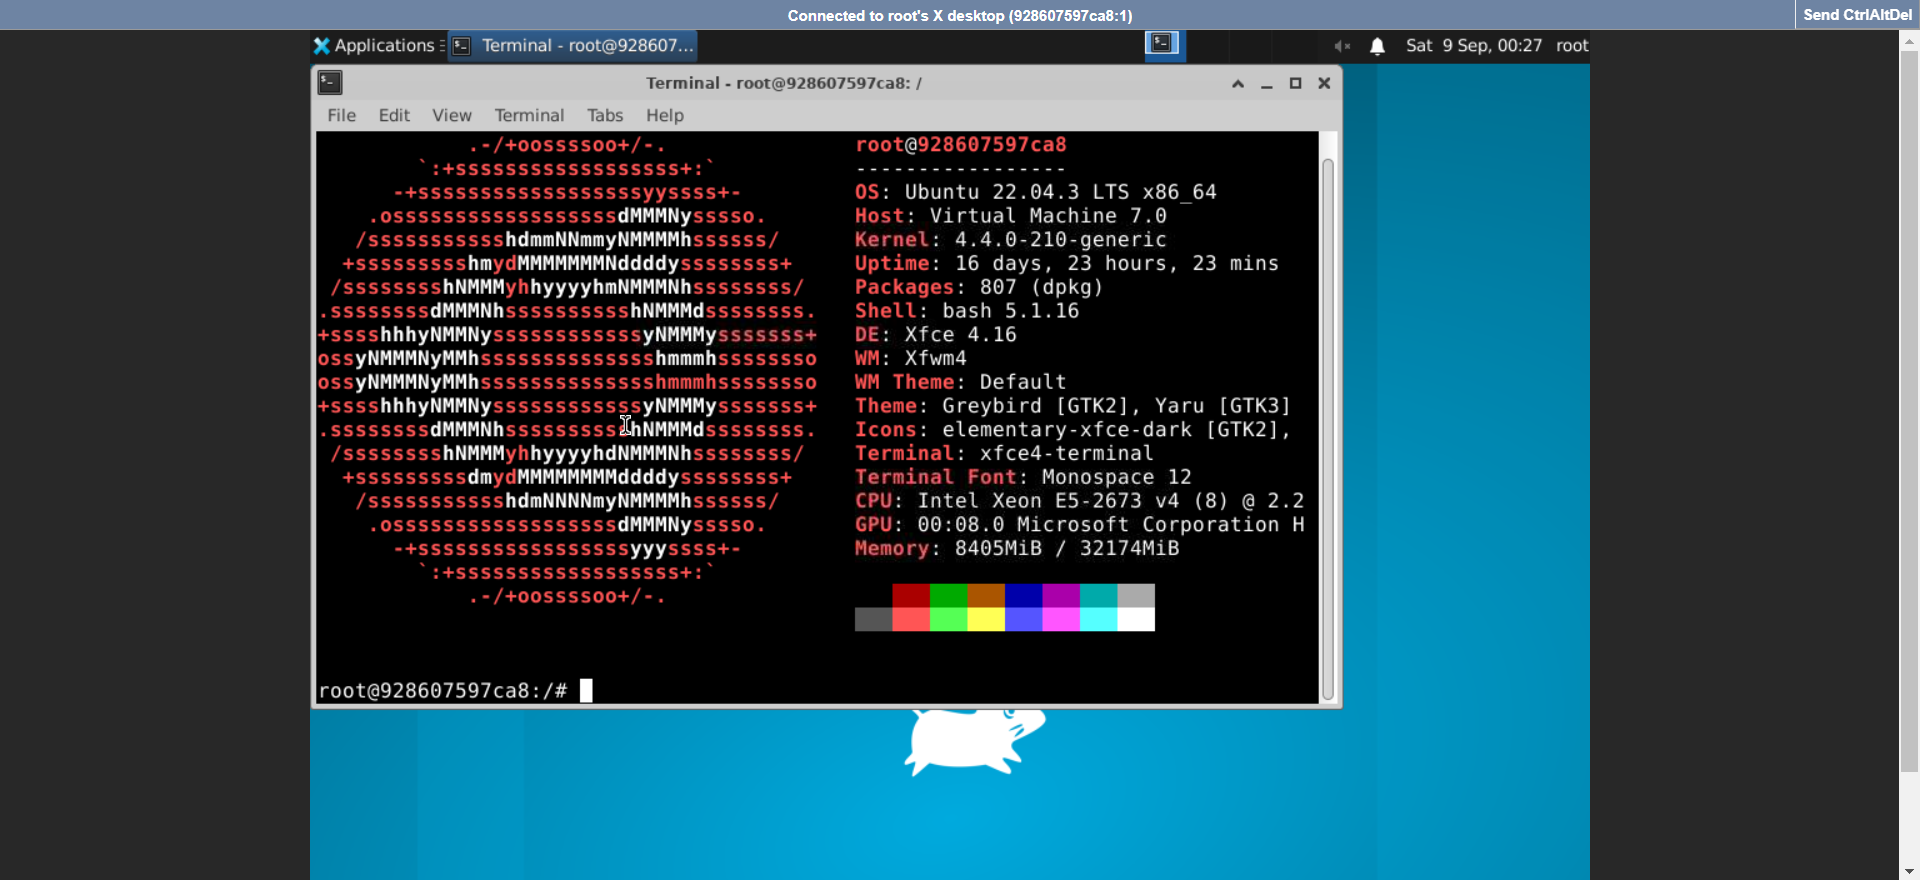 Connected to root's X desktop (928607597ca8:1)
Send CtrlAltDel
Applications
Terminal - root@928607...
Sat 9 Sep, 00:27
root
Terminal - root@928607597ca8: /
File Edit View Terminal Tabs Help
.-/+oossssoo+/-.
`:+ssssssssssssssssss+:`
-+ssssssssssssssssssyyssss+-
.ossssssssssssssssssdMMMNysssso.
/ssssssssssshdmmNNmmyNMMMMhssssss/
+ssssssssshmydMMMMMMMNddddyssssssss+
/sssssssshNMMMyhhyyyyhmNMMMNhssssssss/
.ssssssssdMMMNhsssssssssshNMMMdssssssss.
+sssshhhyNMMNyssssssssssssyNMMMysssssss+
ossyNMMMNyMMhsssssssssssssshmmmhssssssso
ossyNMMMNyMMhsssssssssssssshmmmhssssssso
+sssshhhyNMMNyssssssssssssyNMMMysssssss+
.ssssssssdMMMNhsssssssssshNMMMdssssssss.
/sssssssshNMMMyhhyyyyhdNMMMNhssssssss/
+sssssssssdmydMMMMMMMMddddyssssssss+
/ssssssssssshdmNNNNmyNMMMMhssssss/
.ossssssssssssssssssdMMMNysssso.
-+sssssssssssssssssyyyssss+-
`:+ssssssssssssssssss+:`
.-/+oossssoo+/-.
root@928607597ca8
-----------------
OS: Ubuntu 22.04.3 LTS x86_64
Host: Virtual Machine 7.0
Kernel: 4.4.0-210-generic
Uptime: 16 days, 23 hours, 23 mins
Packages: 807 (dpkg)
Shell: bash 5.1.16
DE: Xfce 4.16
WM: Xfwm4
WM Theme: Default
Theme: Greybird [GTK2], Yaru [GTK3]
Icons: elementary-xfce-dark [GTK2],
Terminal: xfce4-terminal
Terminal Font: Monospace 12
CPU: Intel Xeon E5-2673 v4 (8) @ 2.2
GPU: 00:08.0 Microsoft Corporation H
Memory: 8405MiB / 32174MiB
root@928607597ca8:/#